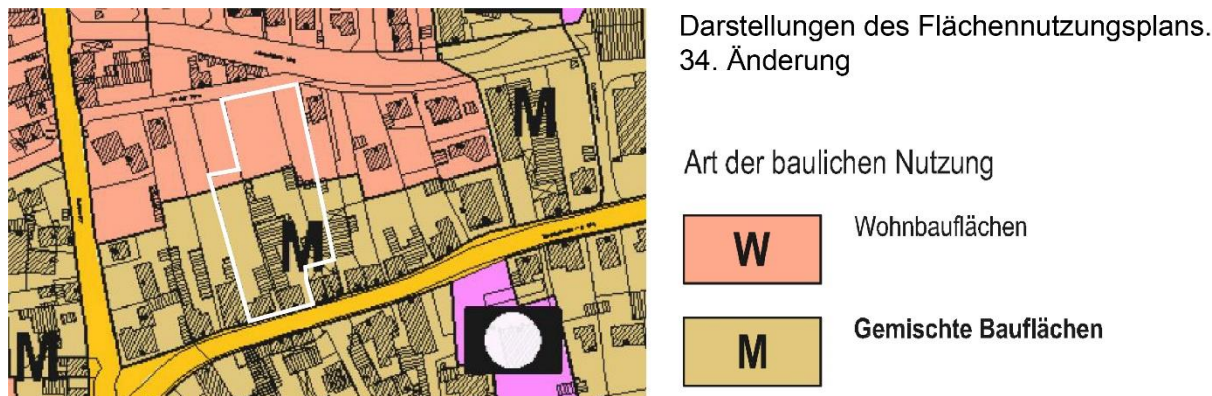 Darstellungen des Flächennutzungsplans.
34. Änderung
Art der baulichen Nutzung
W
Wohnbauflächen
M
Gemischte Bauflächen
M
M
M